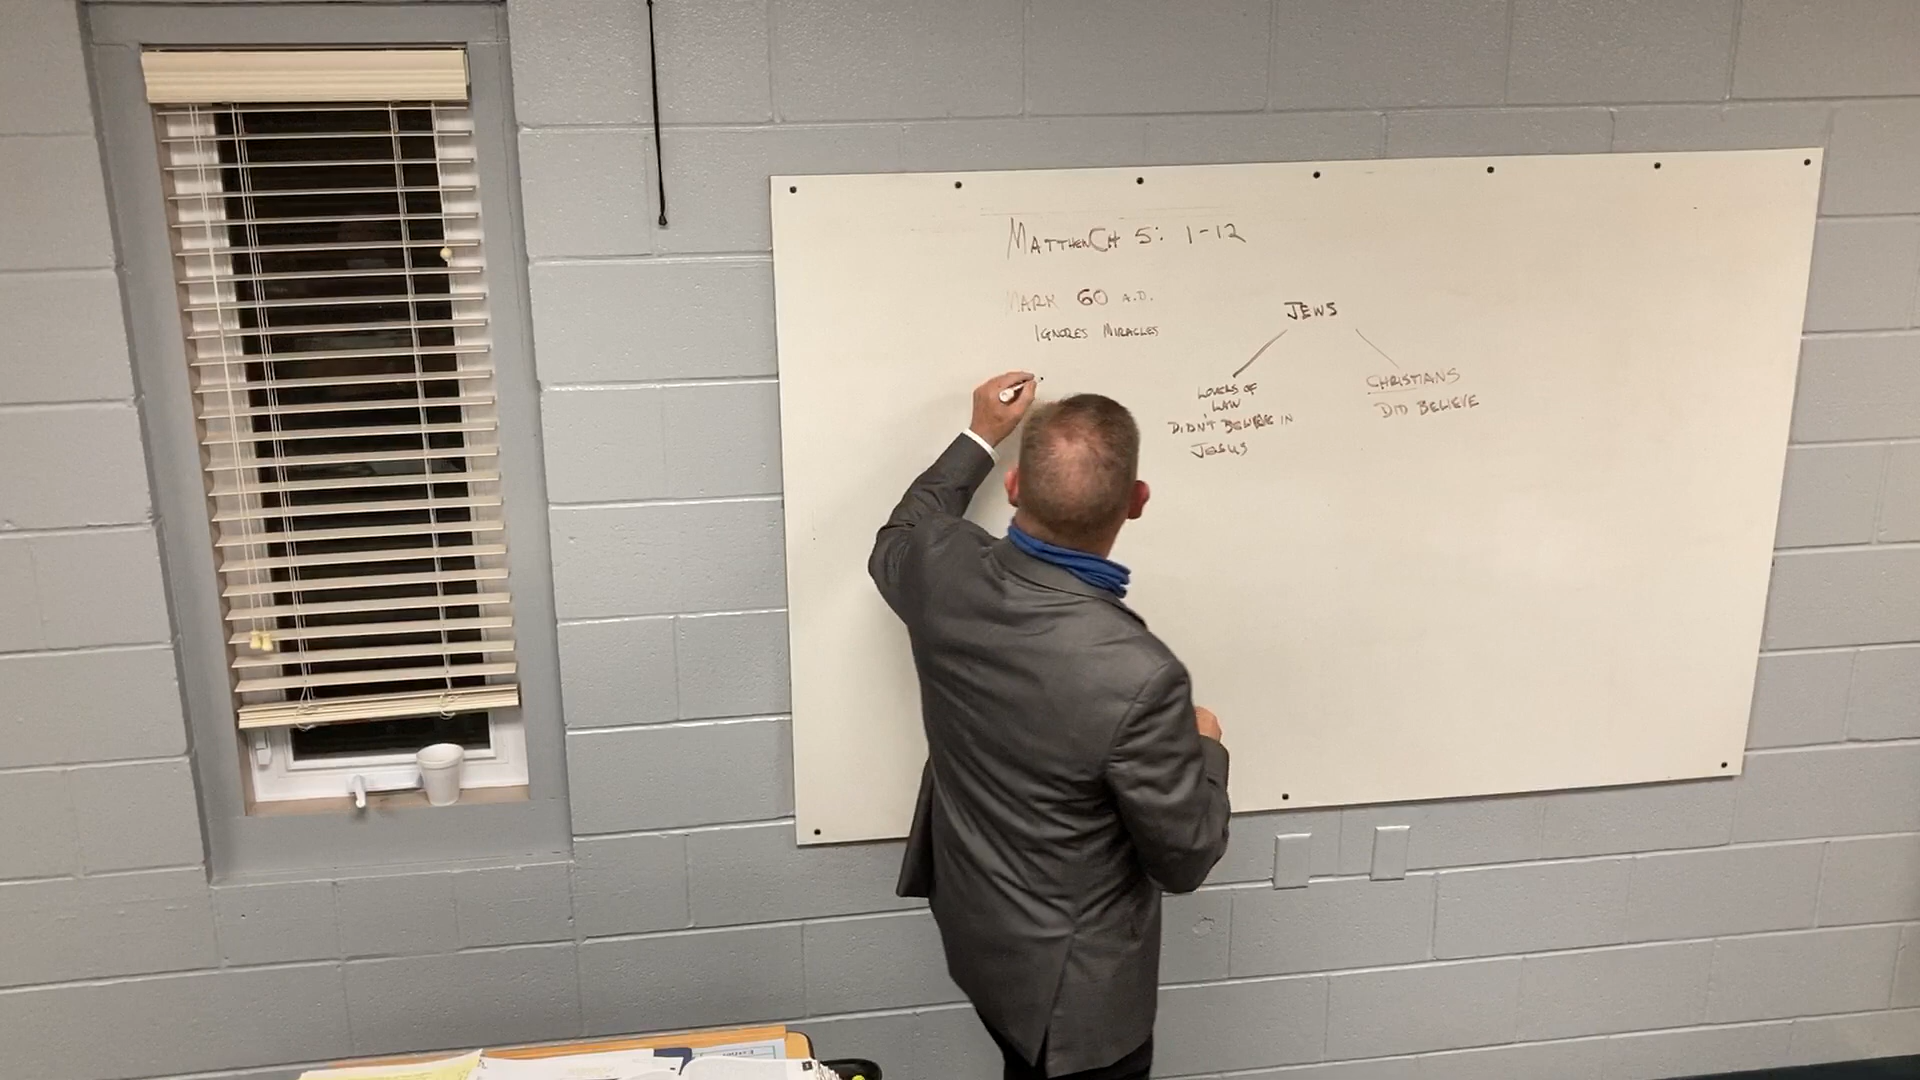 MATTHEW CH 5: 1-12
MARK 60 A.D.
IGNORES MIRACLES
JEWS
LOVERS OF
LAW
DIDN'T BELIEVE IN
JESUS
CHRISTIANS
DID BELIEVE